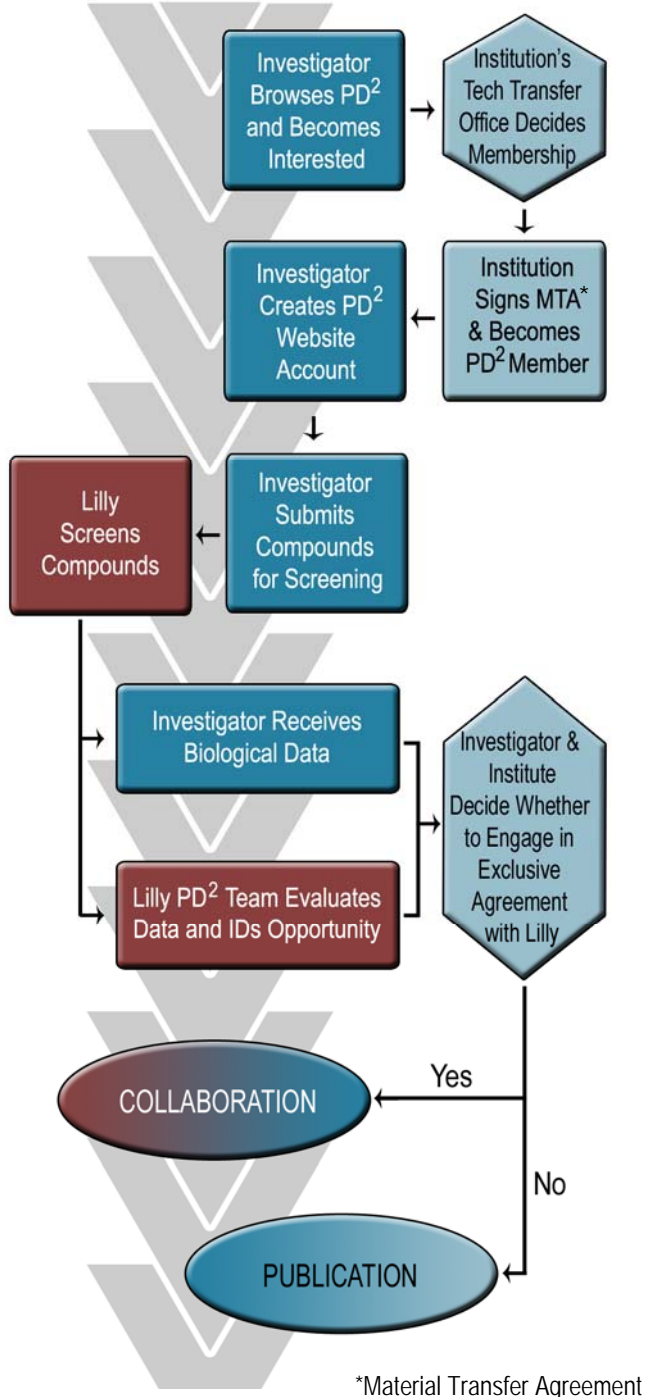 Investigator
Browses PD²
and Becomes
Interested
Institution's
Tech Transfer
Office Decides
Membership
Institution
Signs MTA*
& Becomes
PD² Member
Investigator
Creates PD²
Website
Account
Investigator
Submits
Compounds
for Screening
Lilly
Screens
Compounds
Investigator Receives
Biological Data
Lilly PD² Team Evaluates
Data and IDs Opportunity
Investigator &
Institute
Decide Whether
to Engage in
Exclusive
Agreement
with Lilly
Yes
COLLABORATION
No
PUBLICATION
*Material Transfer Agreement